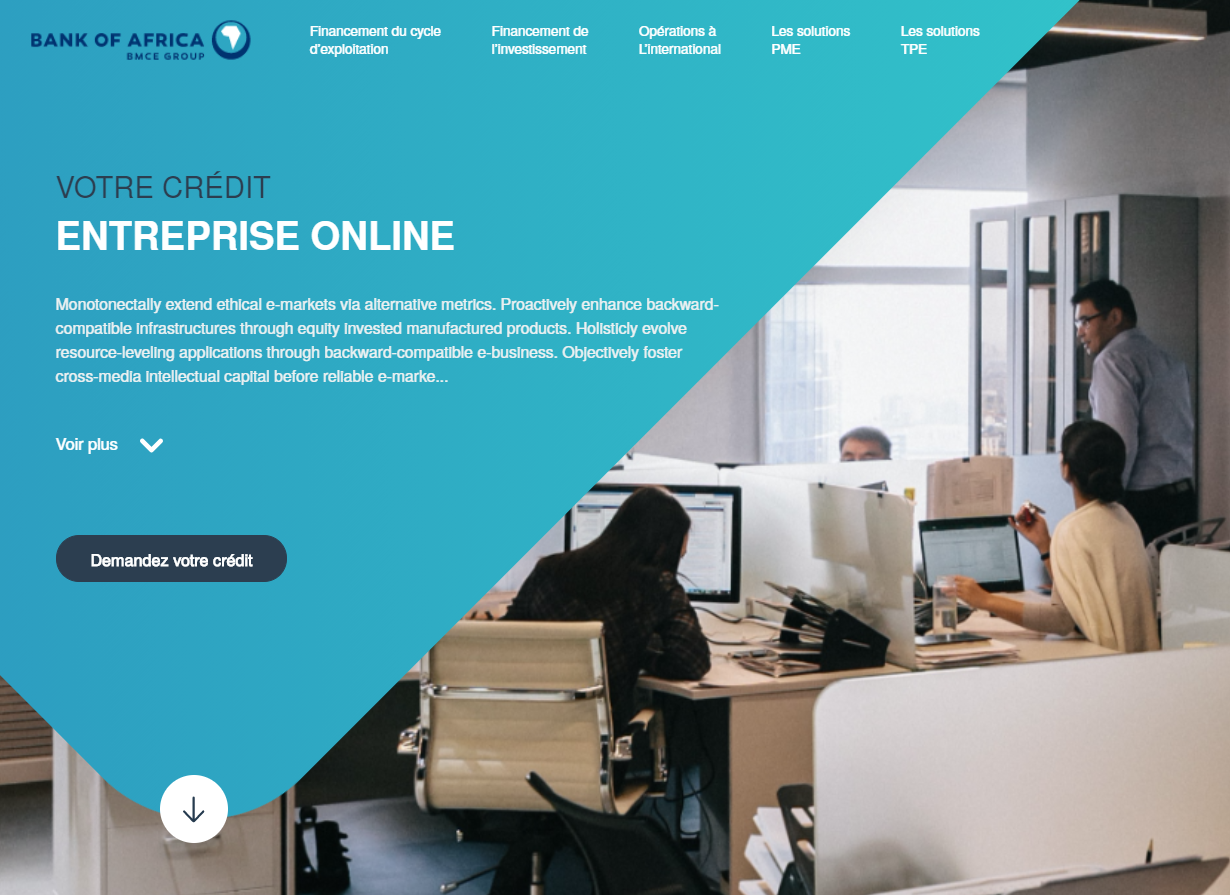 BANK OF AFRICA
BMCE GROUP
Financement du cycle
d'exploitation
Financement de
l'investissement
Opérations à
L'international
Les solutions
PME
Les solutions
TPE
VOTRE CRÉDIT
ENTREPRISE ONLINE
Monotonectally extend ethical e-markets via alternative metrics. Proactively enhance backward-
compatible infrastructures through equity invested manufactured products. Holisticly evolve
resource-leveling applications through backward-compatible e-business. Objectively foster
cross-media intellectual capital before reliable e-marke...
Voir plus
Demandez votre crédit